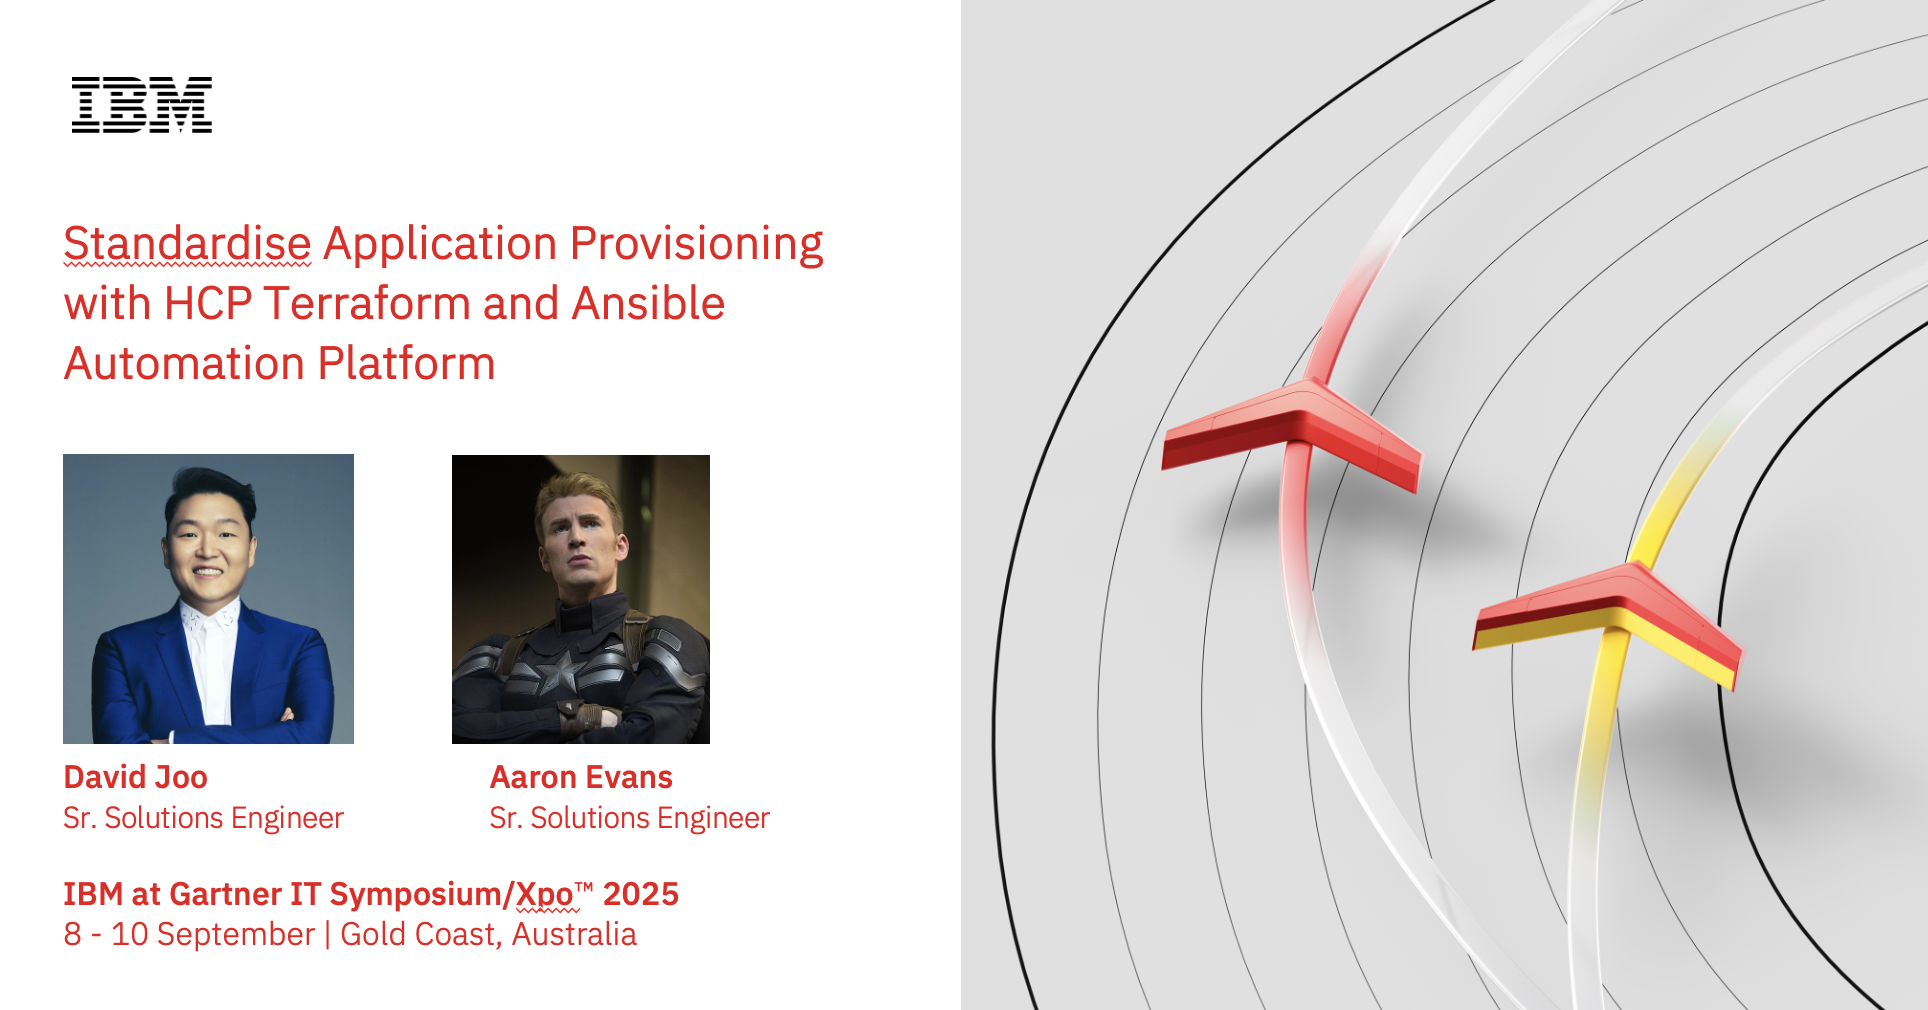 IBM
Standardise Application Provisioning
with HCP Terraform and Ansible
Automation Platform
David Joo
Sr. Solutions Engineer
Aaron Evans
Sr. Solutions Engineer
IBM at Gartner IT Symposium/Xpo™ 2025
8 - 10 September | Gold Coast, Australia